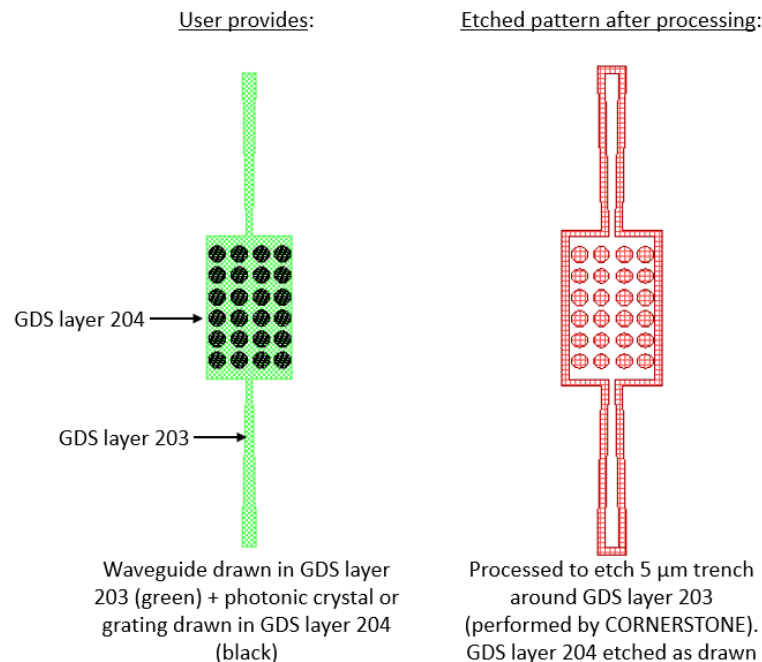 User provides:
Etched pattern after processing:
GDS layer 204
GDS layer 203
Waveguide drawn in GDS layer
203 (green) + photonic crystal or
grating drawn in GDS layer 204
(black)
Processed to etch 5 µm trench
around GDS layer 203
(performed by CORNERSTONE).
GDS layer 204 etched as drawn